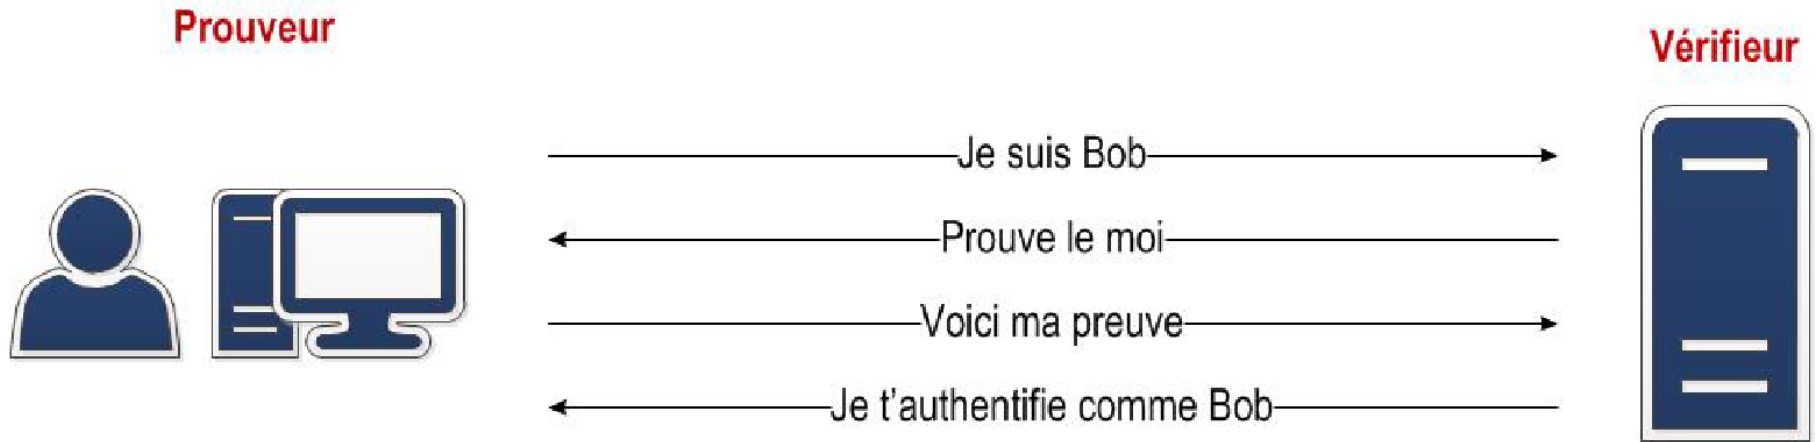 Prouveur
Vérifieur
Je suis Bob
Prouve le moi
Voici ma preuve
Je t'authentifie comme Bob